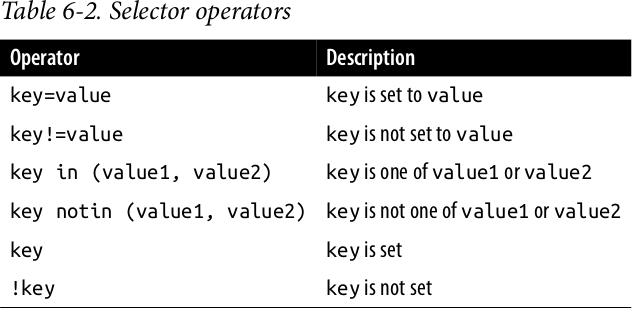 Table 6-2. Selector operators
Operator Description
key=value key is set to value
key!=value key is not set to value
key in (value1, value2) key is one of value1 or value2
key notin (value1, value2) key is not one of value1 or value2
key key is set
!key key is not set